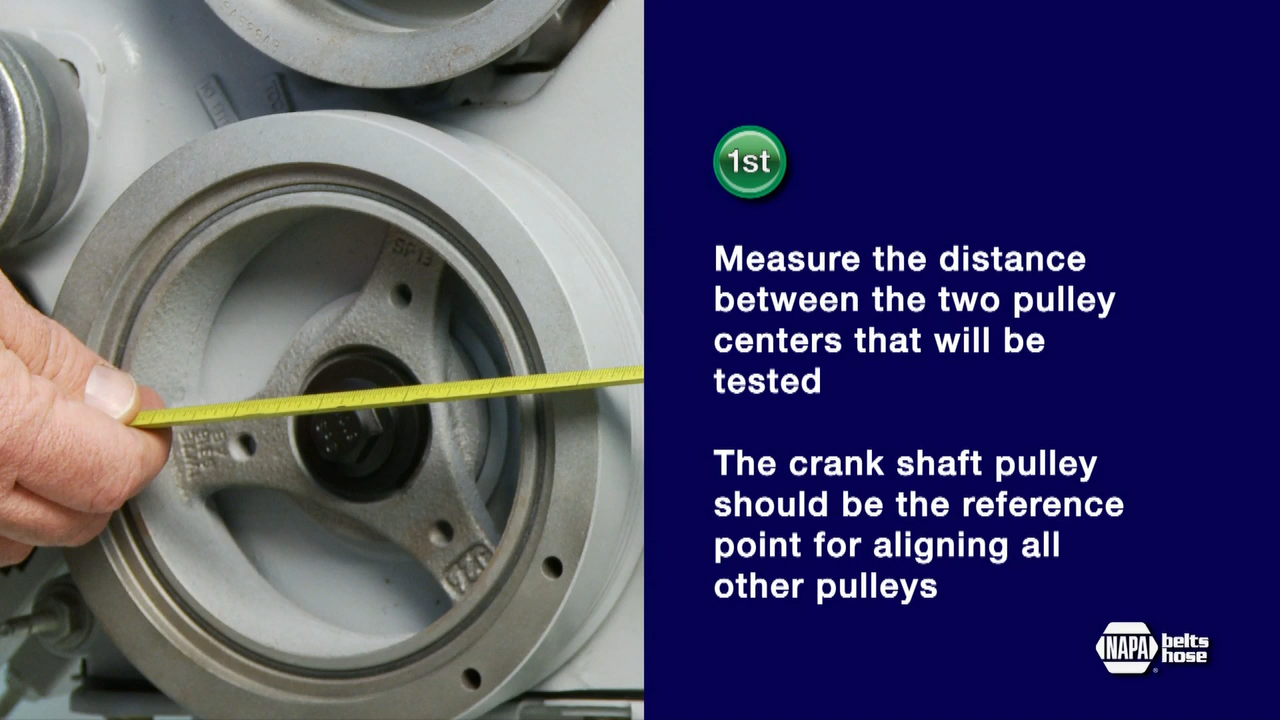 1st
Measure the distance
between the two pulley
centers that will be
tested
The crank shaft pulley
should be the reference
point for aligning all
other pulleys
SP13
NAPA
belts
hose